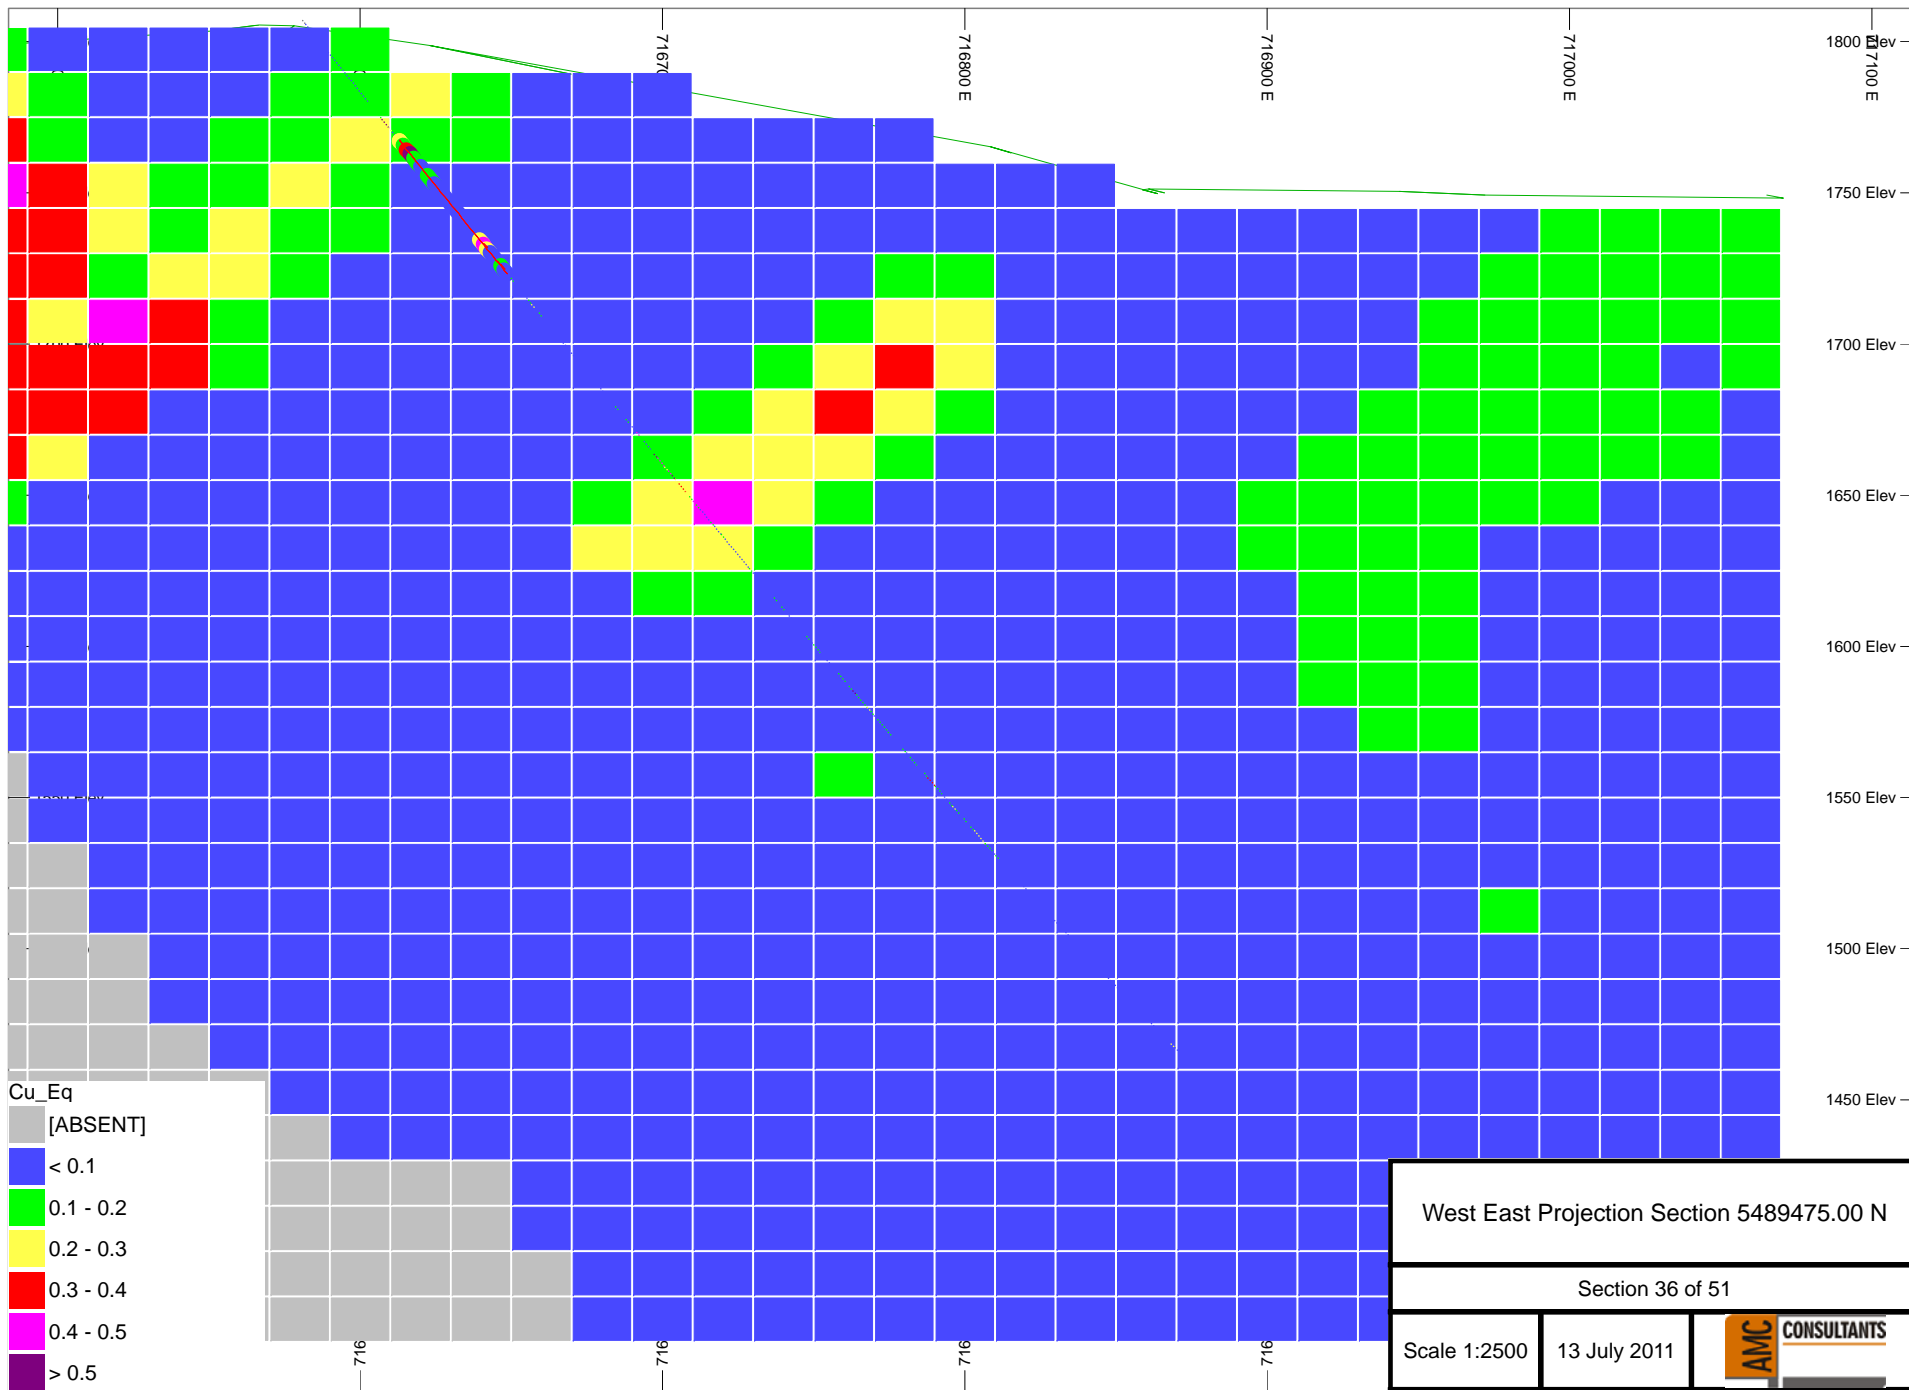 71670
716800 E
716900 E
717000 E
717100 E
1800 Elev
1750 Elev
1700 Elev
1650 Elev
1600 Elev
1550 Elev
1500 Elev
1450 Elev
Cu_Eq
[ABSENT]
< 0.1
0.1 - 0.2
0.2 - 0.3
0.3 - 0.4
0.4 - 0.5
> 0.5
716
716
716
716
West East Projection Section 5489475.00 N
Section 36 of 51
Scale 1:2500
13 July 2011
AMC CONSULTANTS